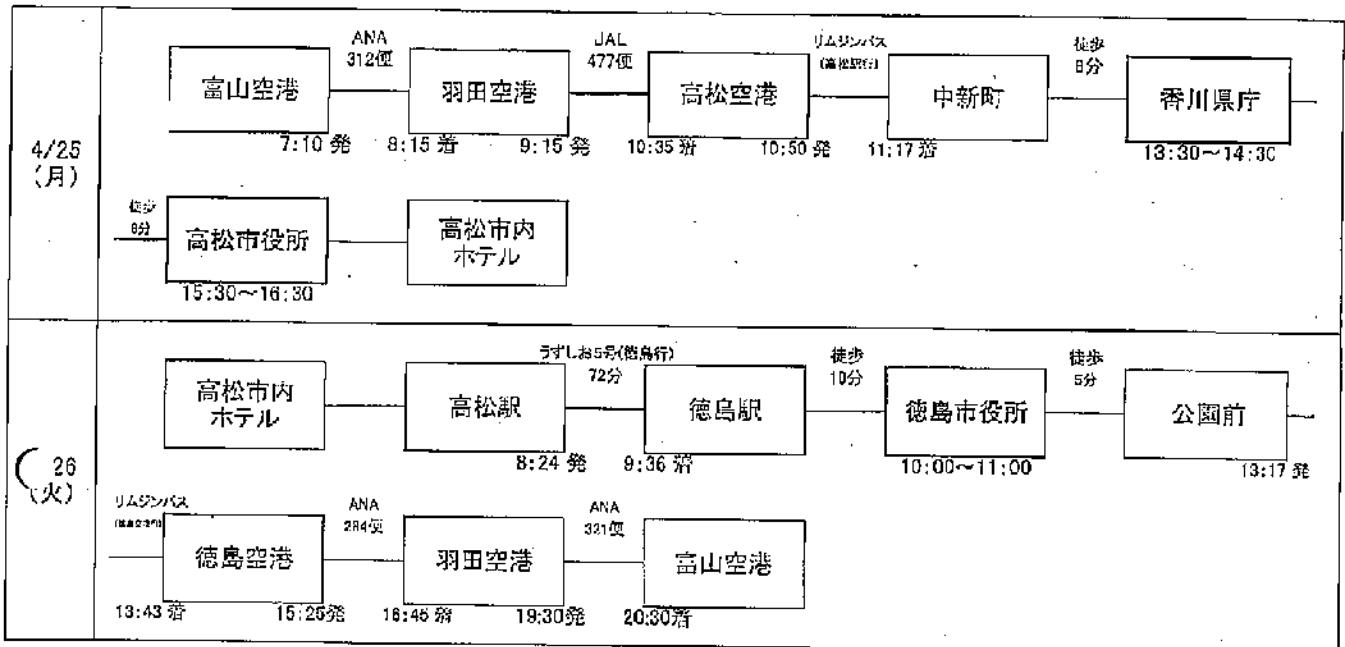 4/25
(月)
ANA
312便
JAL
477便
リムジンバス
(高松駅行)
徒歩
8分
富山空港
羽田空港
高松空港
中新町
香川県庁
7:10 発
8:15 着
9:15 発
10:35 着
10:50 発
11:17 着
13:30～14:30
徒歩
8分
高松市役所
高松市内
ホテル
15:30～16:30
26
(火)
うずしお5号(徳島行)
72分
徒歩
10分
徒歩
5分
高松市内
ホテル
高松駅
徳島駅
徳島市役所
公園前
8:24 発
9:36 着
10:00～11:00
13:17 発
リムジンバス
ANA
284便
ANA
321便
徳島空港
羽田空港
富山空港
13:43 着
15:25発
16:45 着
19:30発
20:30着